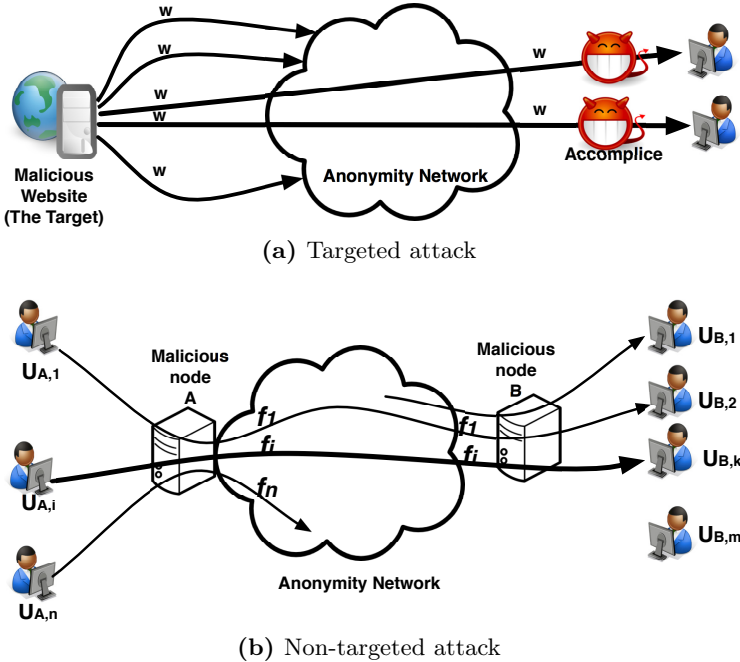 w
w
w
w
w
w
w
Malicious
Website
(The Target)
Anonymity Network
Accomplice
(a) Targeted attack
UA,1
UA,i
UA,n
Malicious
node
A
f1
fi
fn
Malicious
node
B
f1
fi
UB,1
UB,2
UB,k
UB,m
Anonymity Network
(b) Non-targeted attack